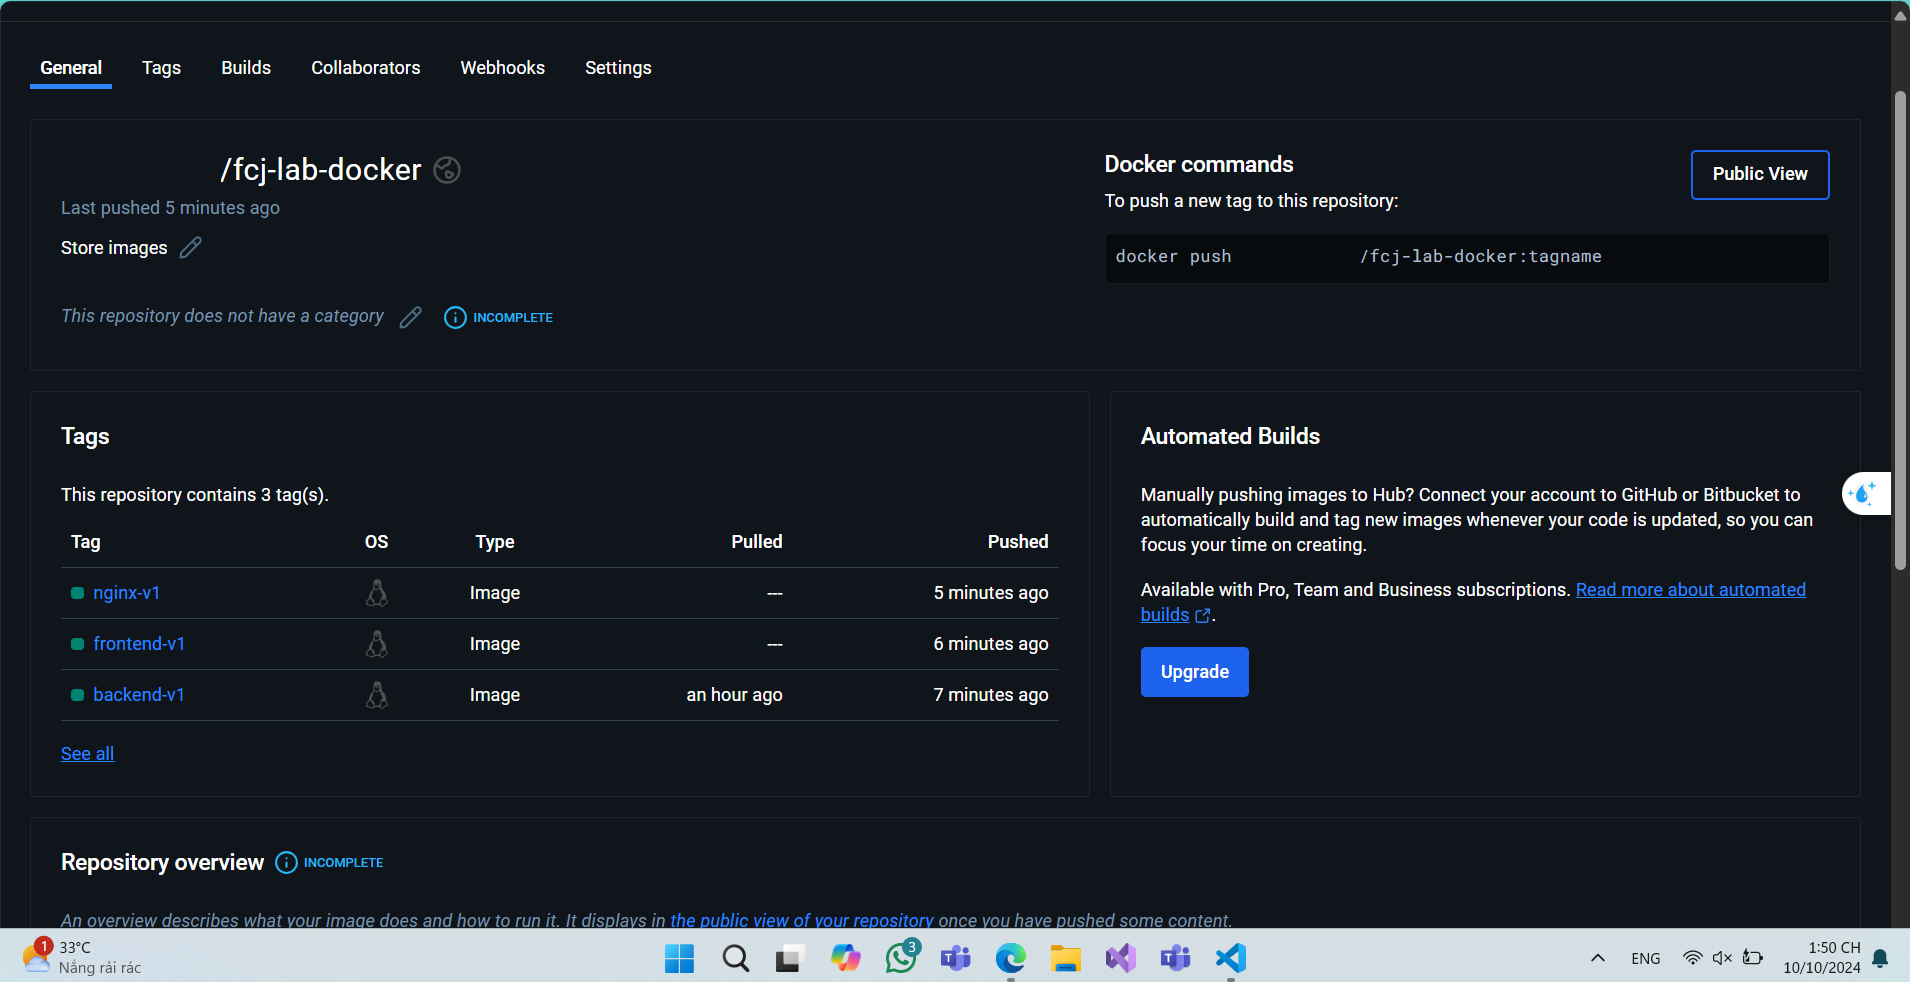 General Tags Builds Collaborators Webhooks Settings
/fcj-lab-docker
Last pushed 5 minutes ago
Store images
This repository does not have a category INCOMPLETE
Docker commands
Public View
To push a new tag to this repository:
docker push /fcj-lab-docker:tagname
Tags
This repository contains 3 tag(s).
Tag OS Type Pulled Pushed
nginx-v1 Image --- 5 minutes ago
frontend-v1 Image --- 6 minutes ago
backend-v1 Image an hour ago 7 minutes ago
See all
Automated Builds
Manually pushing images to Hub? Connect your account to GitHub or Bitbucket to
automatically build and tag new images whenever your code is updated, so you can
focus your time on creating.
Available with Pro, Team and Business subscriptions. Read more about automated
builds.
Upgrade
Repository overview INCOMPLETE
An overview describes what your image does and how to run it. It displays in the public view of your repository once you have pushed some content.
1
33°C
Nắng rải rác
3
ENG
1:50 CH
10/10/2024